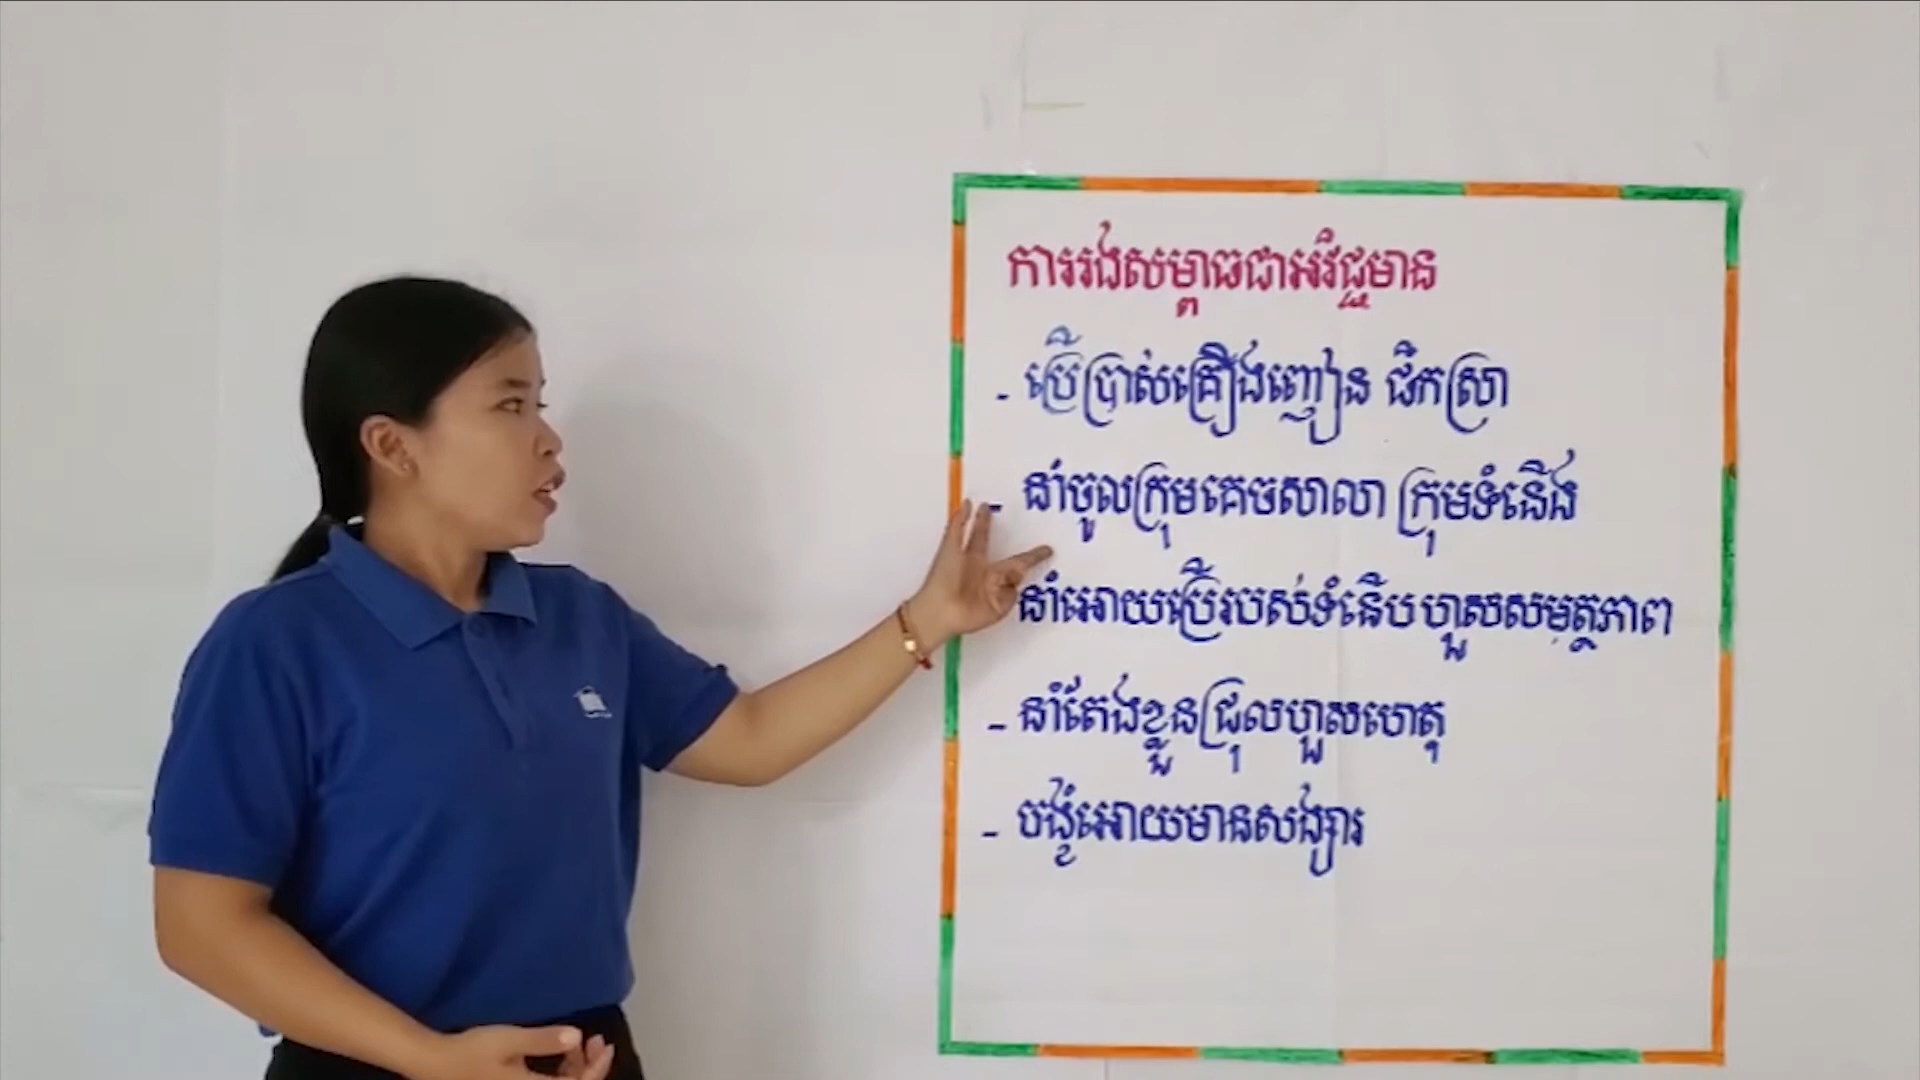 ការរងសម្ពាធជាអវិជ្ជមាន
- ប្រើប្រាស់គ្រឿងញៀន ផឹកស្រា
- នាំចូលក្រុមគេចសាលា ក្រុមទំនើង
នាំអោយប្រើរបស់ទំនើប ហួសសមត្ថភាព
- នាំតែងខ្លួនជ្រុលហួសហេតុ
- បង្ខំអោយមានសង្សារ